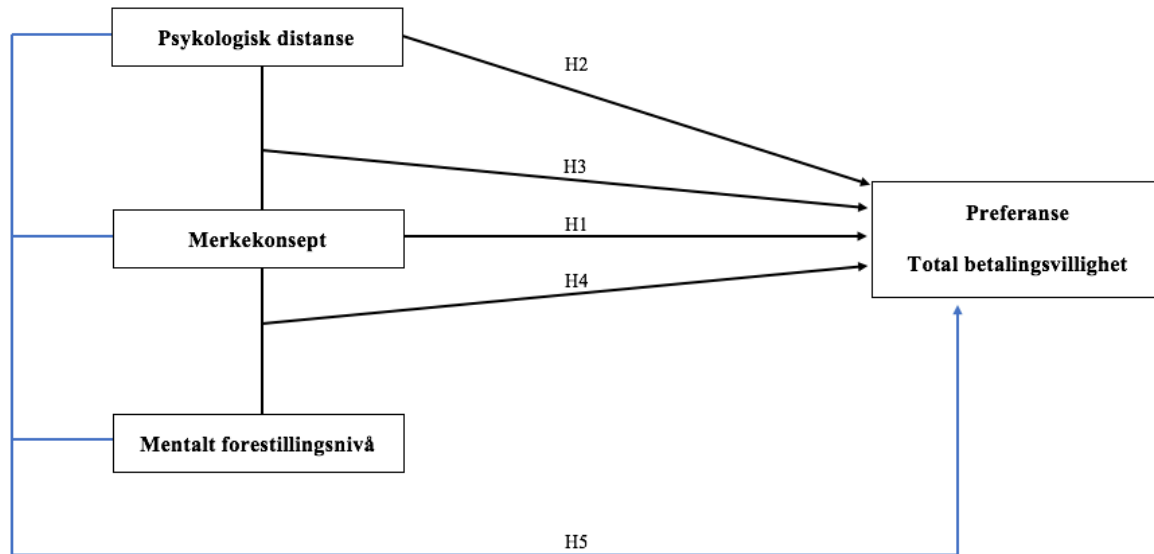 Psykologisk distanse
H2
H3
Merkekonsept
H1
Preferanse
Total betalingsvillighet
H4
Mentalt forestillingsnivå
H5